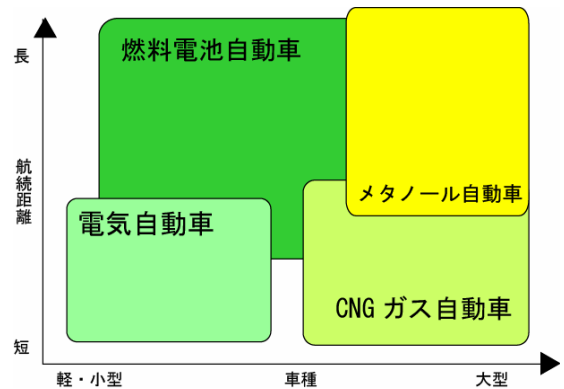 長
燃料電池自動車
航続距離
メタノール自動車
電気自動車
CNG ガス自動車
短
軽・小型
車種
大型